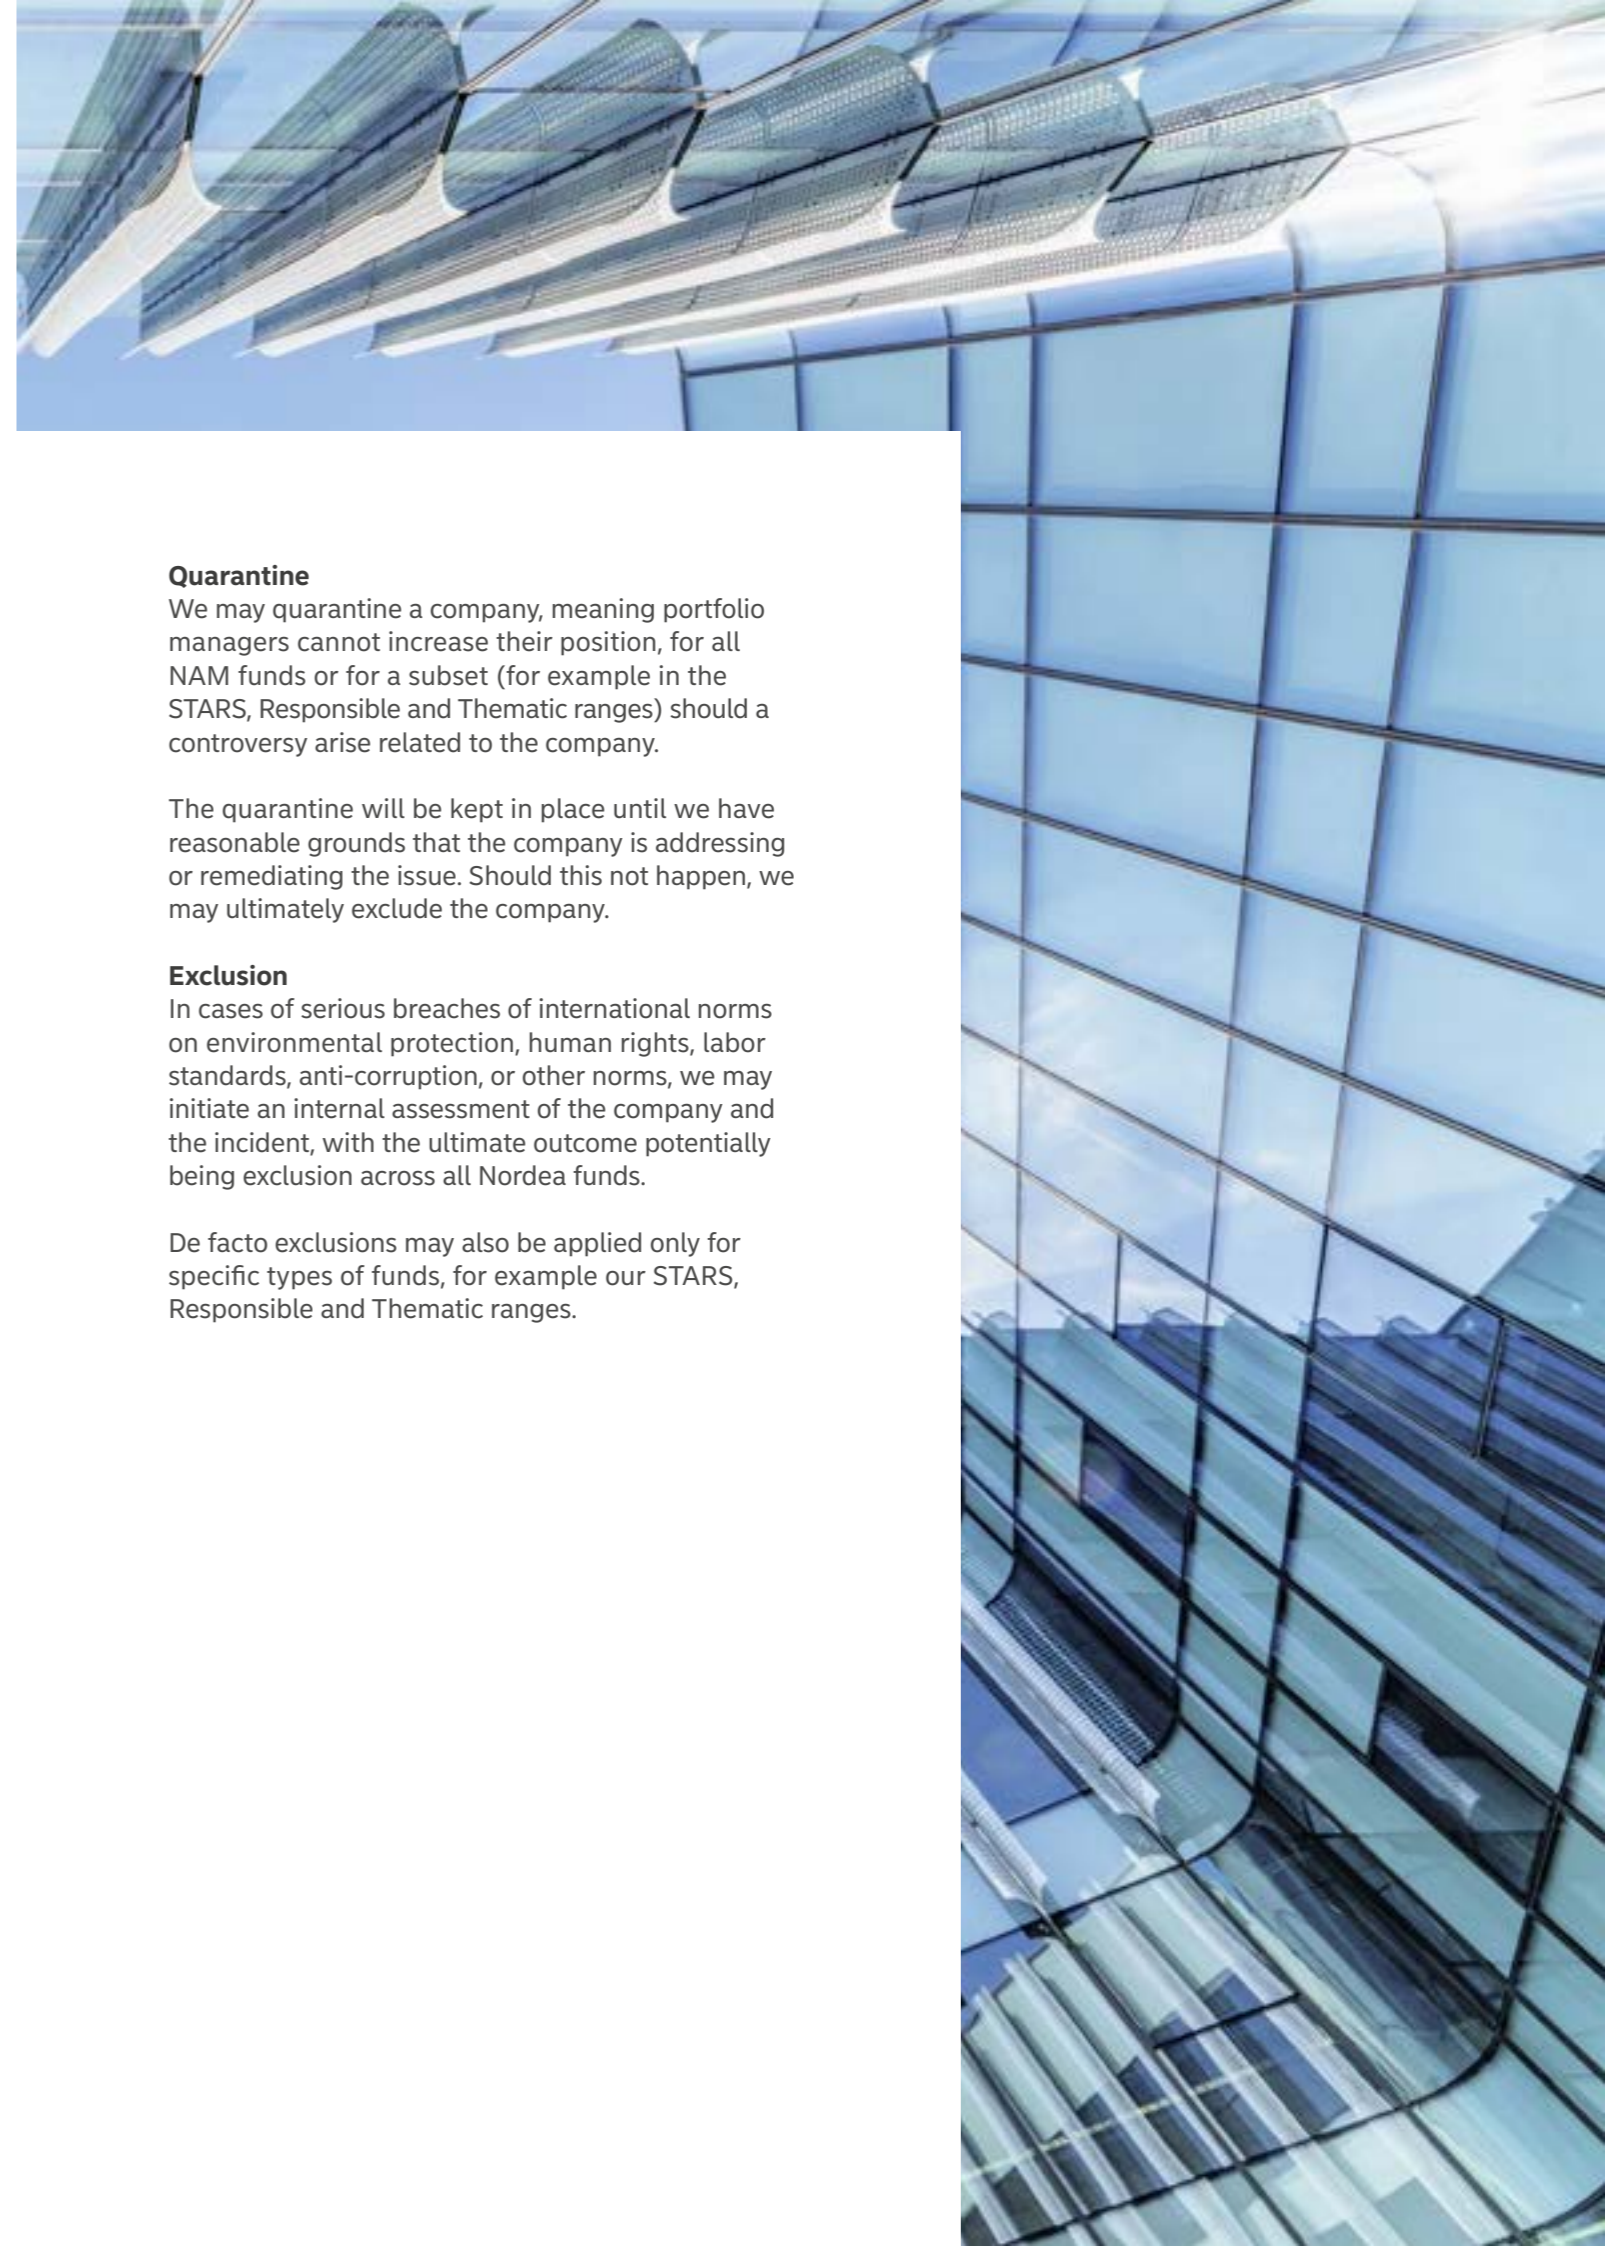 Quarantine
We may quarantine a company, meaning portfolio
managers cannot increase their position, for all
NAM funds or for a subset (for example in the
STARS, Responsible and Thematic ranges) should a
controversy arise related to the company.
The quarantine will be kept in place until we have
reasonable grounds that the company is addressing
or remediating the issue. Should this not happen, we
may ultimately exclude the company.
Exclusion
In cases of serious breaches of international norms
on environmental protection, human rights, labor
standards, anti-corruption, or other norms, we may
initiate an internal assessment of the company and
the incident, with the ultimate outcome potentially
being exclusion across all Nordea funds.
De facto exclusions may also be applied only for
specific types of funds, for example our STARS,
Responsible and Thematic ranges.